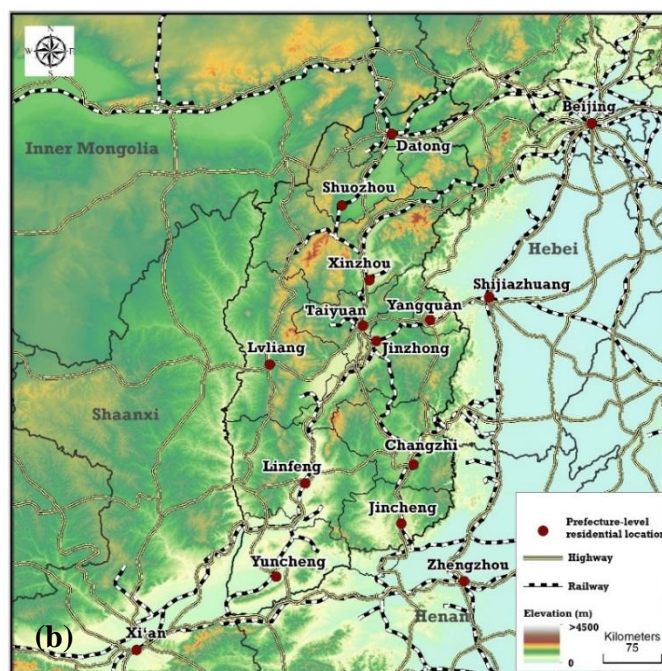 N
Beijing
Datong
Inner Mongolia
Shuozhou
Hebei
Xinzhou
Shijiazhuang
Taiyuan
Yangquan
Jinzhong
Lvliang
Shaanxi
Changzhi
Linfeng
Jincheng
Yuncheng
Zhengzhou
Henan
Xi'an
(b)
Prefecture-level
residential location
Highway
Railway
Elevation (m)
>4500
0
Kilometers
75